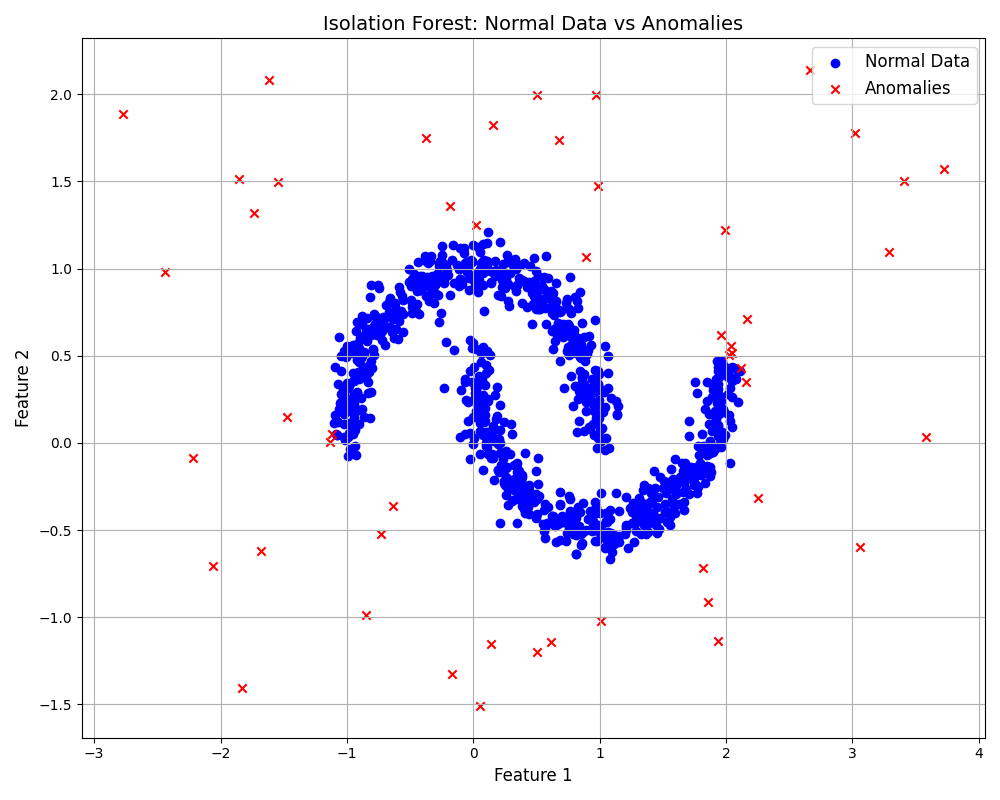 Isolation Forest: Normal Data vs Anomalies
Normal Data
Anomalies
2.0
1.5
1.0
0.5
0.0
−0.5
−1.0
−1.5
Feature 2
−3 −2 −1 0 1 2 3 4
Feature 1